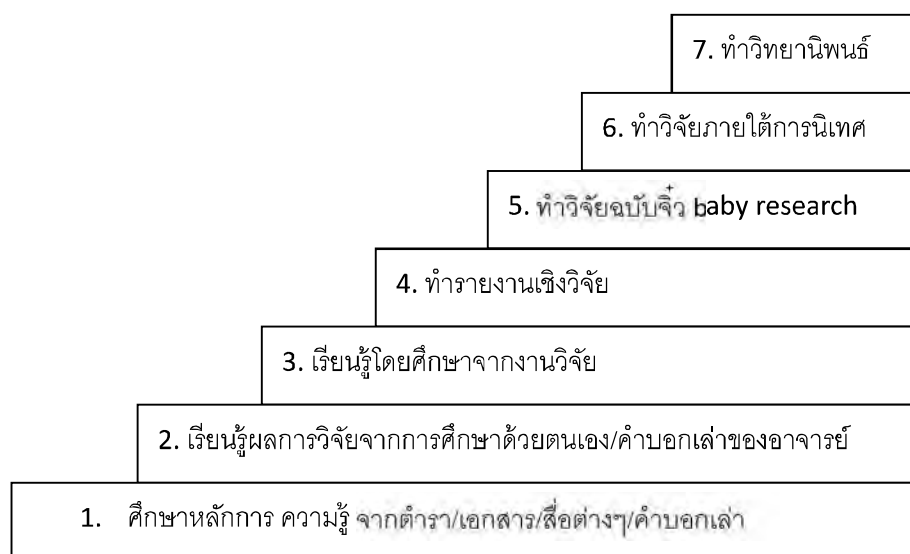 7. ทำวิทยานิพนธ์
6. ทำวิจัยภายใต้การนิเทศ
5. ทำวิจัยฉบับจิ๋ว baby research
4. ทำรายงานเชิงวิจัย
3. เรียนรู้โดยศึกษาจากงานวิจัย
2. เรียนรู้ผลการวิจัยจากการศึกษาด้วยตนเอง/คำบอกเล่าของอาจารย์
1. ศึกษาหลักการ ความรู้ จากตำรา/เอกสาร/สื่อต่างๆ/คำบอกเล่า